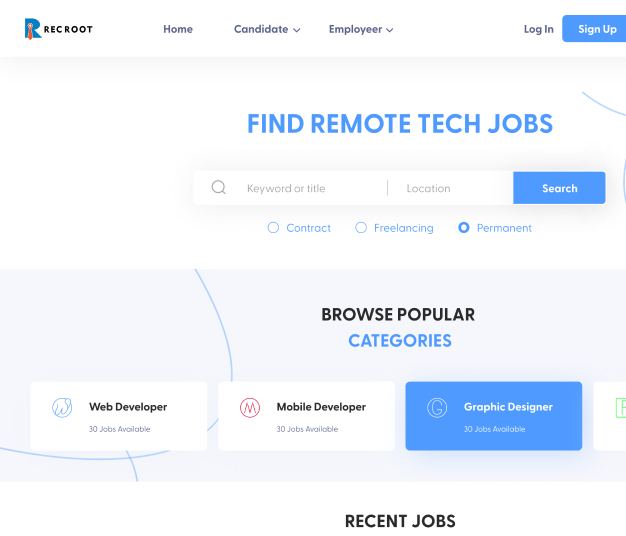 RECROOT
Home Candidate Employeer Log In Sign Up
FIND REMOTE TECH JOBS
Keyword or title Location Search
Contract Freelancing Permanent
BROWSE POPULAR
CATEGORIES
W Web Developer
30 Jobs Available
M Mobile Developer
30 Jobs Available
G Graphic Designer
30 Jobs Available
RECENT JOBS